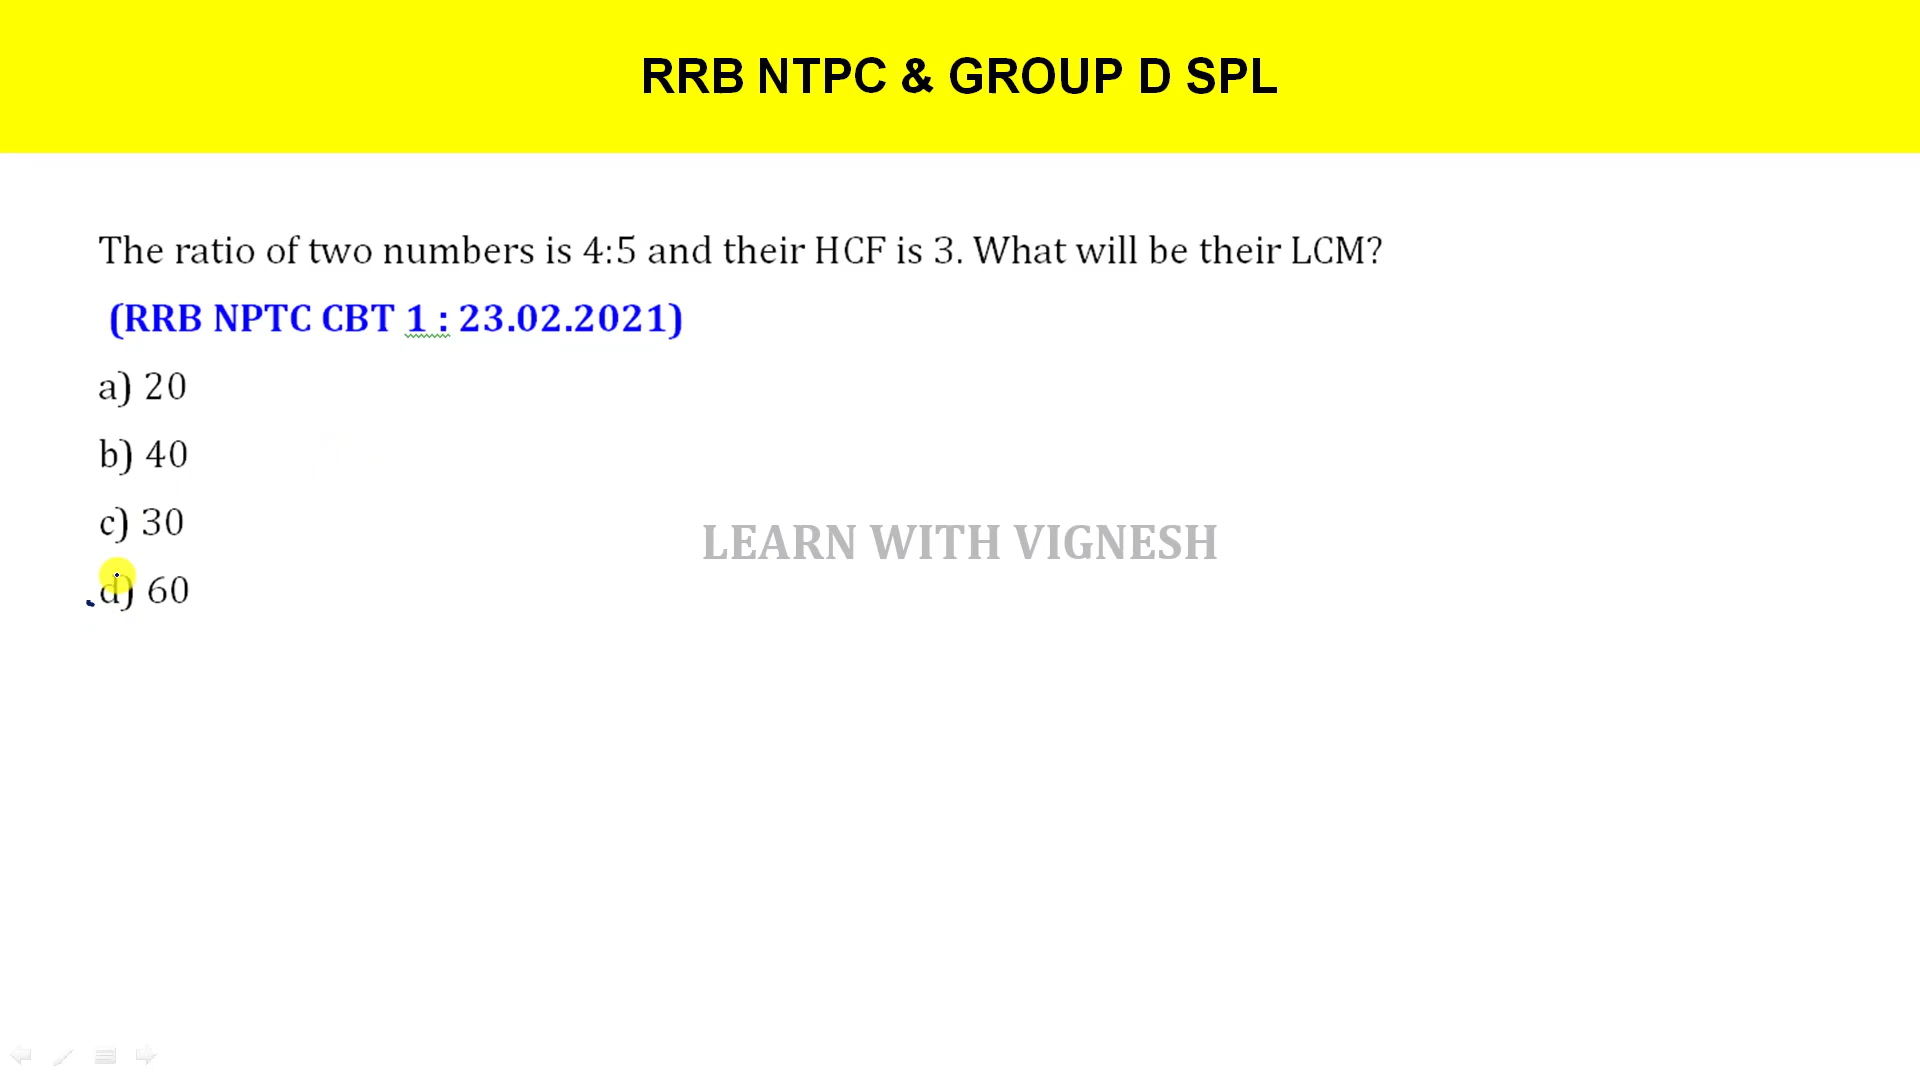 RRB NTPC & GROUP D SPL
The ratio of two numbers is 4:5 and their HCF is 3. What will be their LCM?
(RRB NPTC CBT 1 : 23.02.2021)
a) 20
b) 40
c) 30
LEARN WITH VIGNESH
d) 60